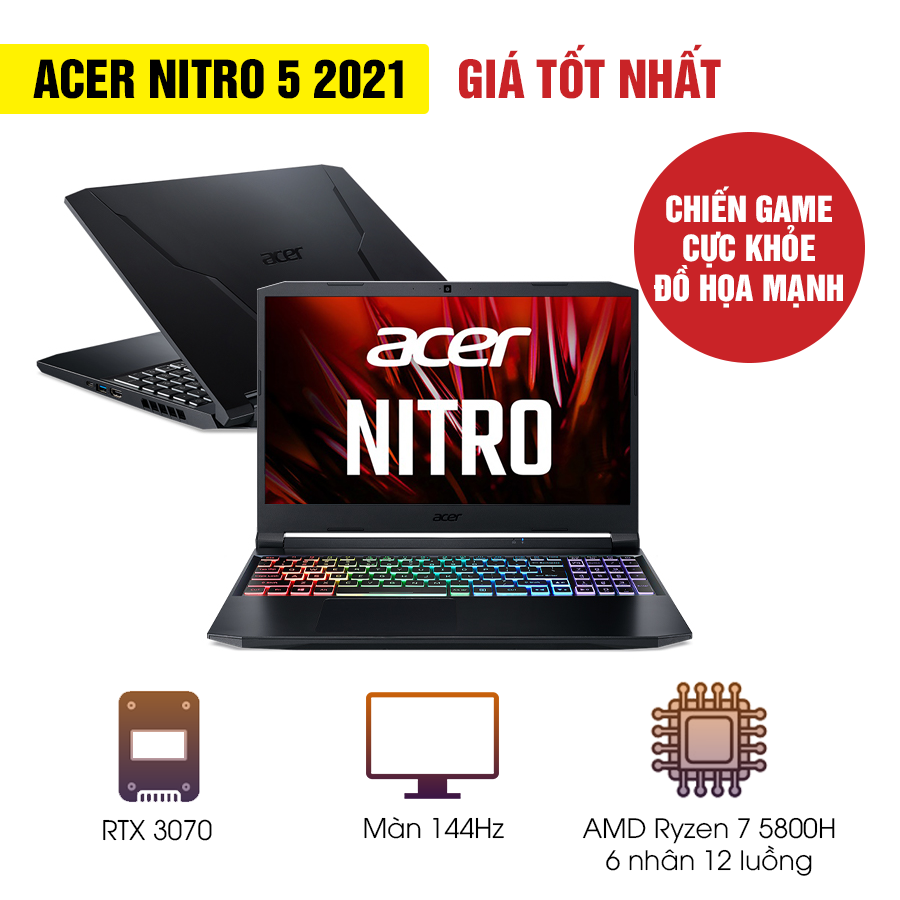 ACER NITRO 5 2021
GIÁ TỐT NHẤT
CHIẾN GAME
CỰC KHỎE
ĐỒ HỌA MẠNH
acer
acer
NITRO
acer
RTX 3070
Màn 144Hz
AMD Ryzen 7 5800H
6 nhân 12 luồng